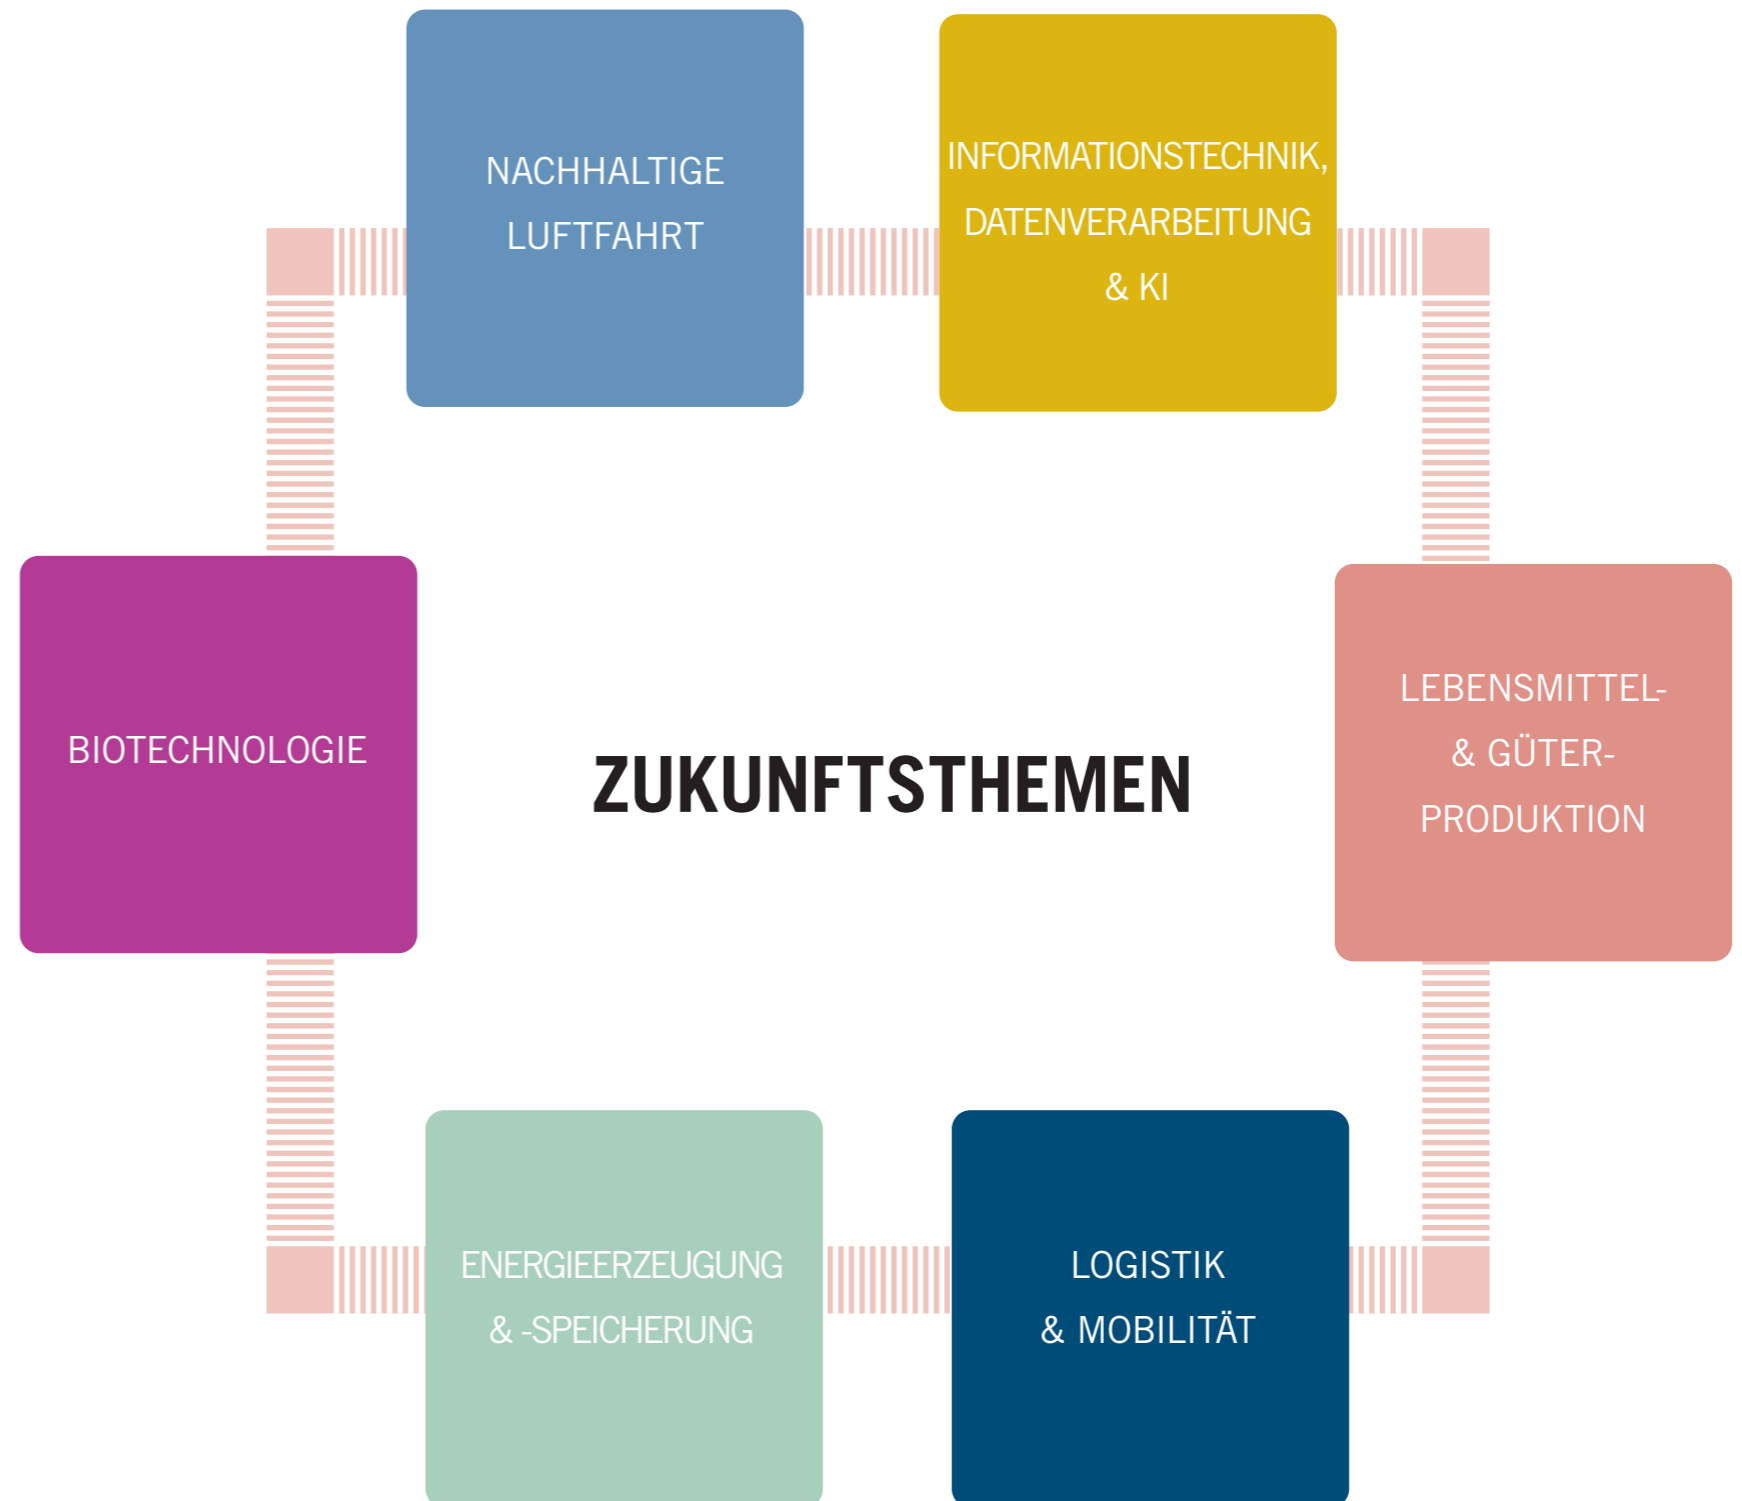 NACHHALTIGE
LUFTFAHRT
INFORMATIONSTECHNIK,
DATENVERARBEITUNG
& KI
BIOTECHNOLOGIE
ZUKUNFTSTHEMEN
LEBENSMITTEL-
& GÜTER-
PRODUKTION
ENERGIEERZEUGUNG
& -SPEICHERUNG
LOGISTIK
& MOBILITÄT